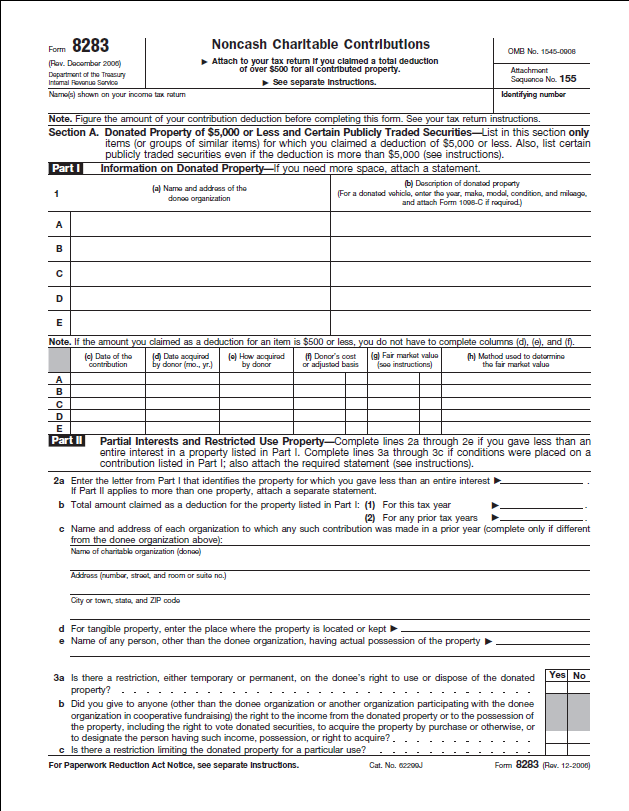 Form 8283
(Rev. December 2006)
Department of the Treasury
Internal Revenue Service
Noncash Charitable Contributions
▶ Attach to your tax return if you claimed a total deduction
of over $500 for all contributed property.
▶ See separate instructions.
OMB No. 1545-0908
Attachment
Sequence No. 155
Name(s) shown on your income tax return
Identifying number
Note. Figure the amount of your contribution deduction before completing this form. See your tax return instructions.
Section A. Donated Property of $5,000 or Less and Certain Publicly Traded Securities—List in this section only
items (or groups of similar items) for which you claimed a deduction of $5,000 or less. Also, list certain
publicly traded securities even if the deduction is more than $5,000 (see instructions).
Part I Information on Donated Property—If you need more space, attach a statement.
1
(a) Name and address of the
donee organization
(b) Description of donated property
(For a donated vehicle, enter the year, make, model, condition, and mileage,
and attach Form 1098-C if required.)
A
B
C
D
E
Note. If the amount you claimed as a deduction for an item is $500 or less, you do not have to complete columns (d), (e), and (f).
(c) Date of the
contribution
(d) Date acquired
by donor (mo., yr.)
(e) How acquired
by donor
(f) Donor's cost
or adjusted basis
(g) Fair market value
(see instructions)
(h) Method used to determine
the fair market value
A
B
C
D
E
Part II Partial Interests and Restricted Use Property—Complete lines 2a through 2e if you gave less than an
entire interest in a property listed in Part I. Complete lines 3a through 3c if conditions were placed on a
contribution listed in Part I; also attach the required statement (see instructions).
2a Enter the letter from Part I that identifies the property for which you gave less than an entire interest ▶ .
If Part II applies to more than one property, attach a separate statement.
b Total amount claimed as a deduction for the property listed in Part I: (1) For this tax year ▶ .
(2) For any prior tax years ▶ .
c Name and address of each organization to which any such contribution was made in a prior year (complete only if different
from the donee organization above):
Name of charitable organization (donee)
Address (number, street, and room or suite no.)
City or town, state, and ZIP code
d For tangible property, enter the place where the property is located or kept ▶
e Name of any person, other than the donee organization, having actual possession of the property ▶
Yes No
3a Is there a restriction, either temporary or permanent, on the donee's right to use or dispose of the donated
property?
b Did you give to anyone (other than the donee organization or another organization participating with the donee
organization in cooperative fundraising) the right to the income from the donated property or to the possession of
the property, including the right to vote donated securities, to acquire the property by purchase or otherwise, or
to designate the person having such income, possession, or right to acquire?
c Is there a restriction limiting the donated property for a particular use?
For Paperwork Reduction Act Notice, see separate instructions.
Cat. No. 62299J
Form 8283 (Rev. 12-2006)